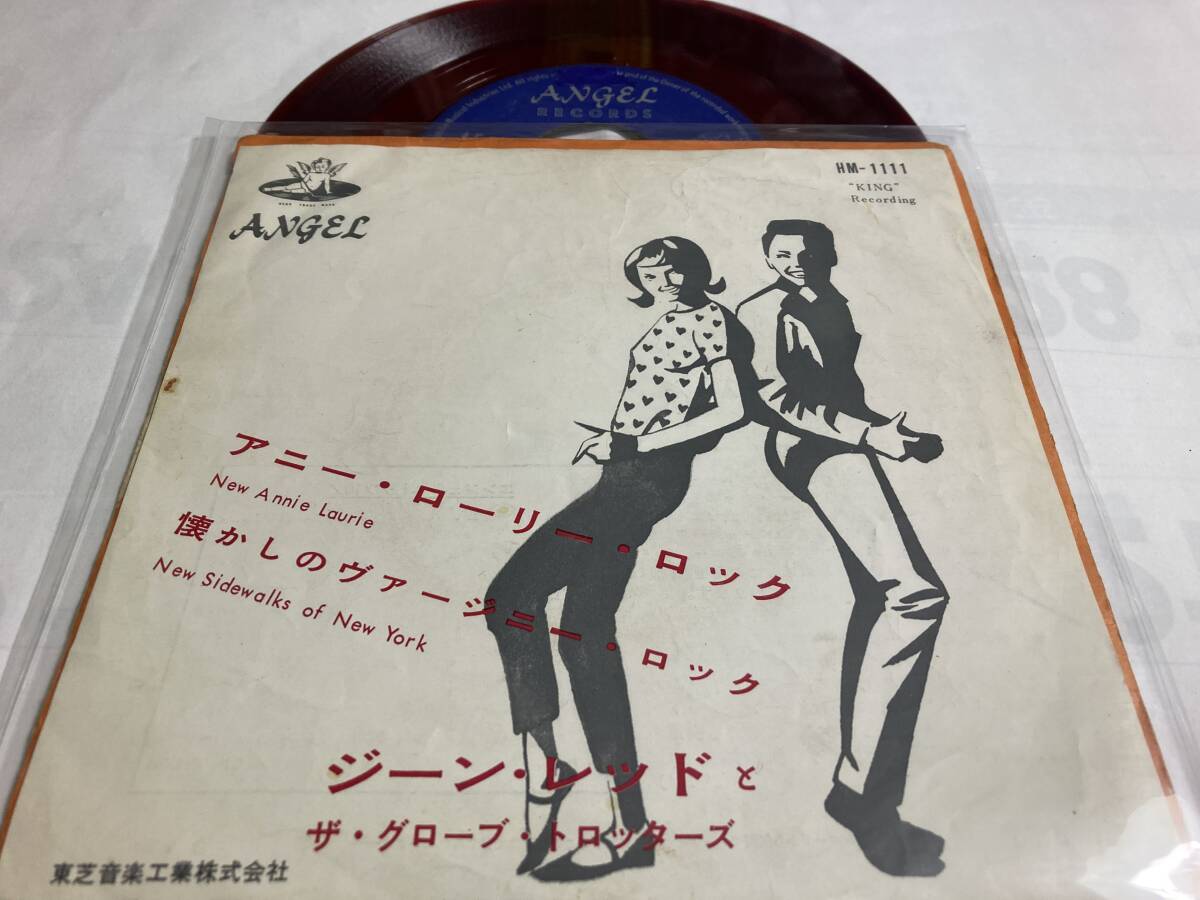 ANGEL
RECORDS
HM-1111
"KING"
Recording
ANGEL
アニー・ローリー・ロック
New Annie Laurie
懐かしのヴァージニー・ロック
New Sidewalks of New York
ジーン・レッドと
ザ・グローブ・トロッターズ
東芝音楽工業株式会社